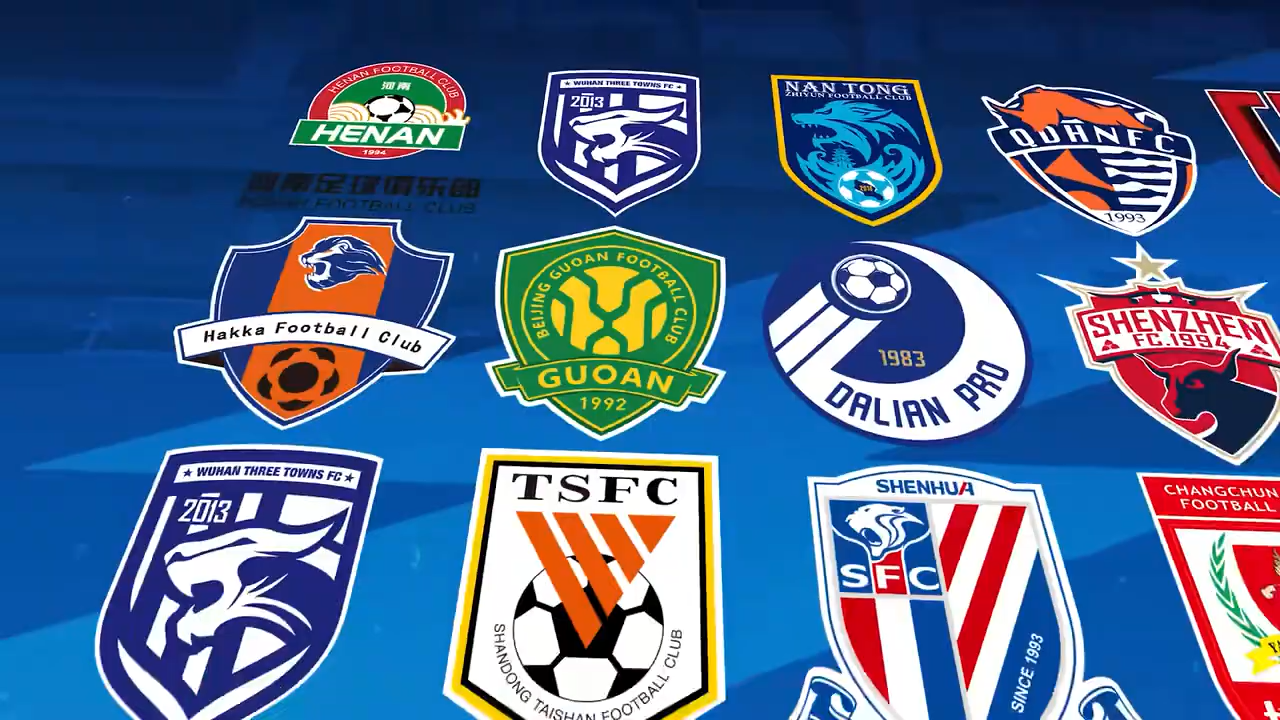 HENAN FOOTBALL CLUB
河南
HENAN
1994
WUHAN THREE TOWNS FC
2013
NAN TONG
ZHIYUN FOOTBALL CLUB
2016
QDHNFC
1993
河南足球俱乐部
HENAN FOOTBALL CLUB
Hakka Football Club
BEIJING GUOAN FOOTBALL CLUB
GUOAN
1992
1983
DALIAN PRO
SHENZHEN
FC.1994
WUHAN THREE TOWNS FC
2013
TSFC
SHANDONG TAISHAN FOOTBALL CLUB
SHENHUA
SFC
SINCE 1993
CHANGCHUN
FOOTBALL